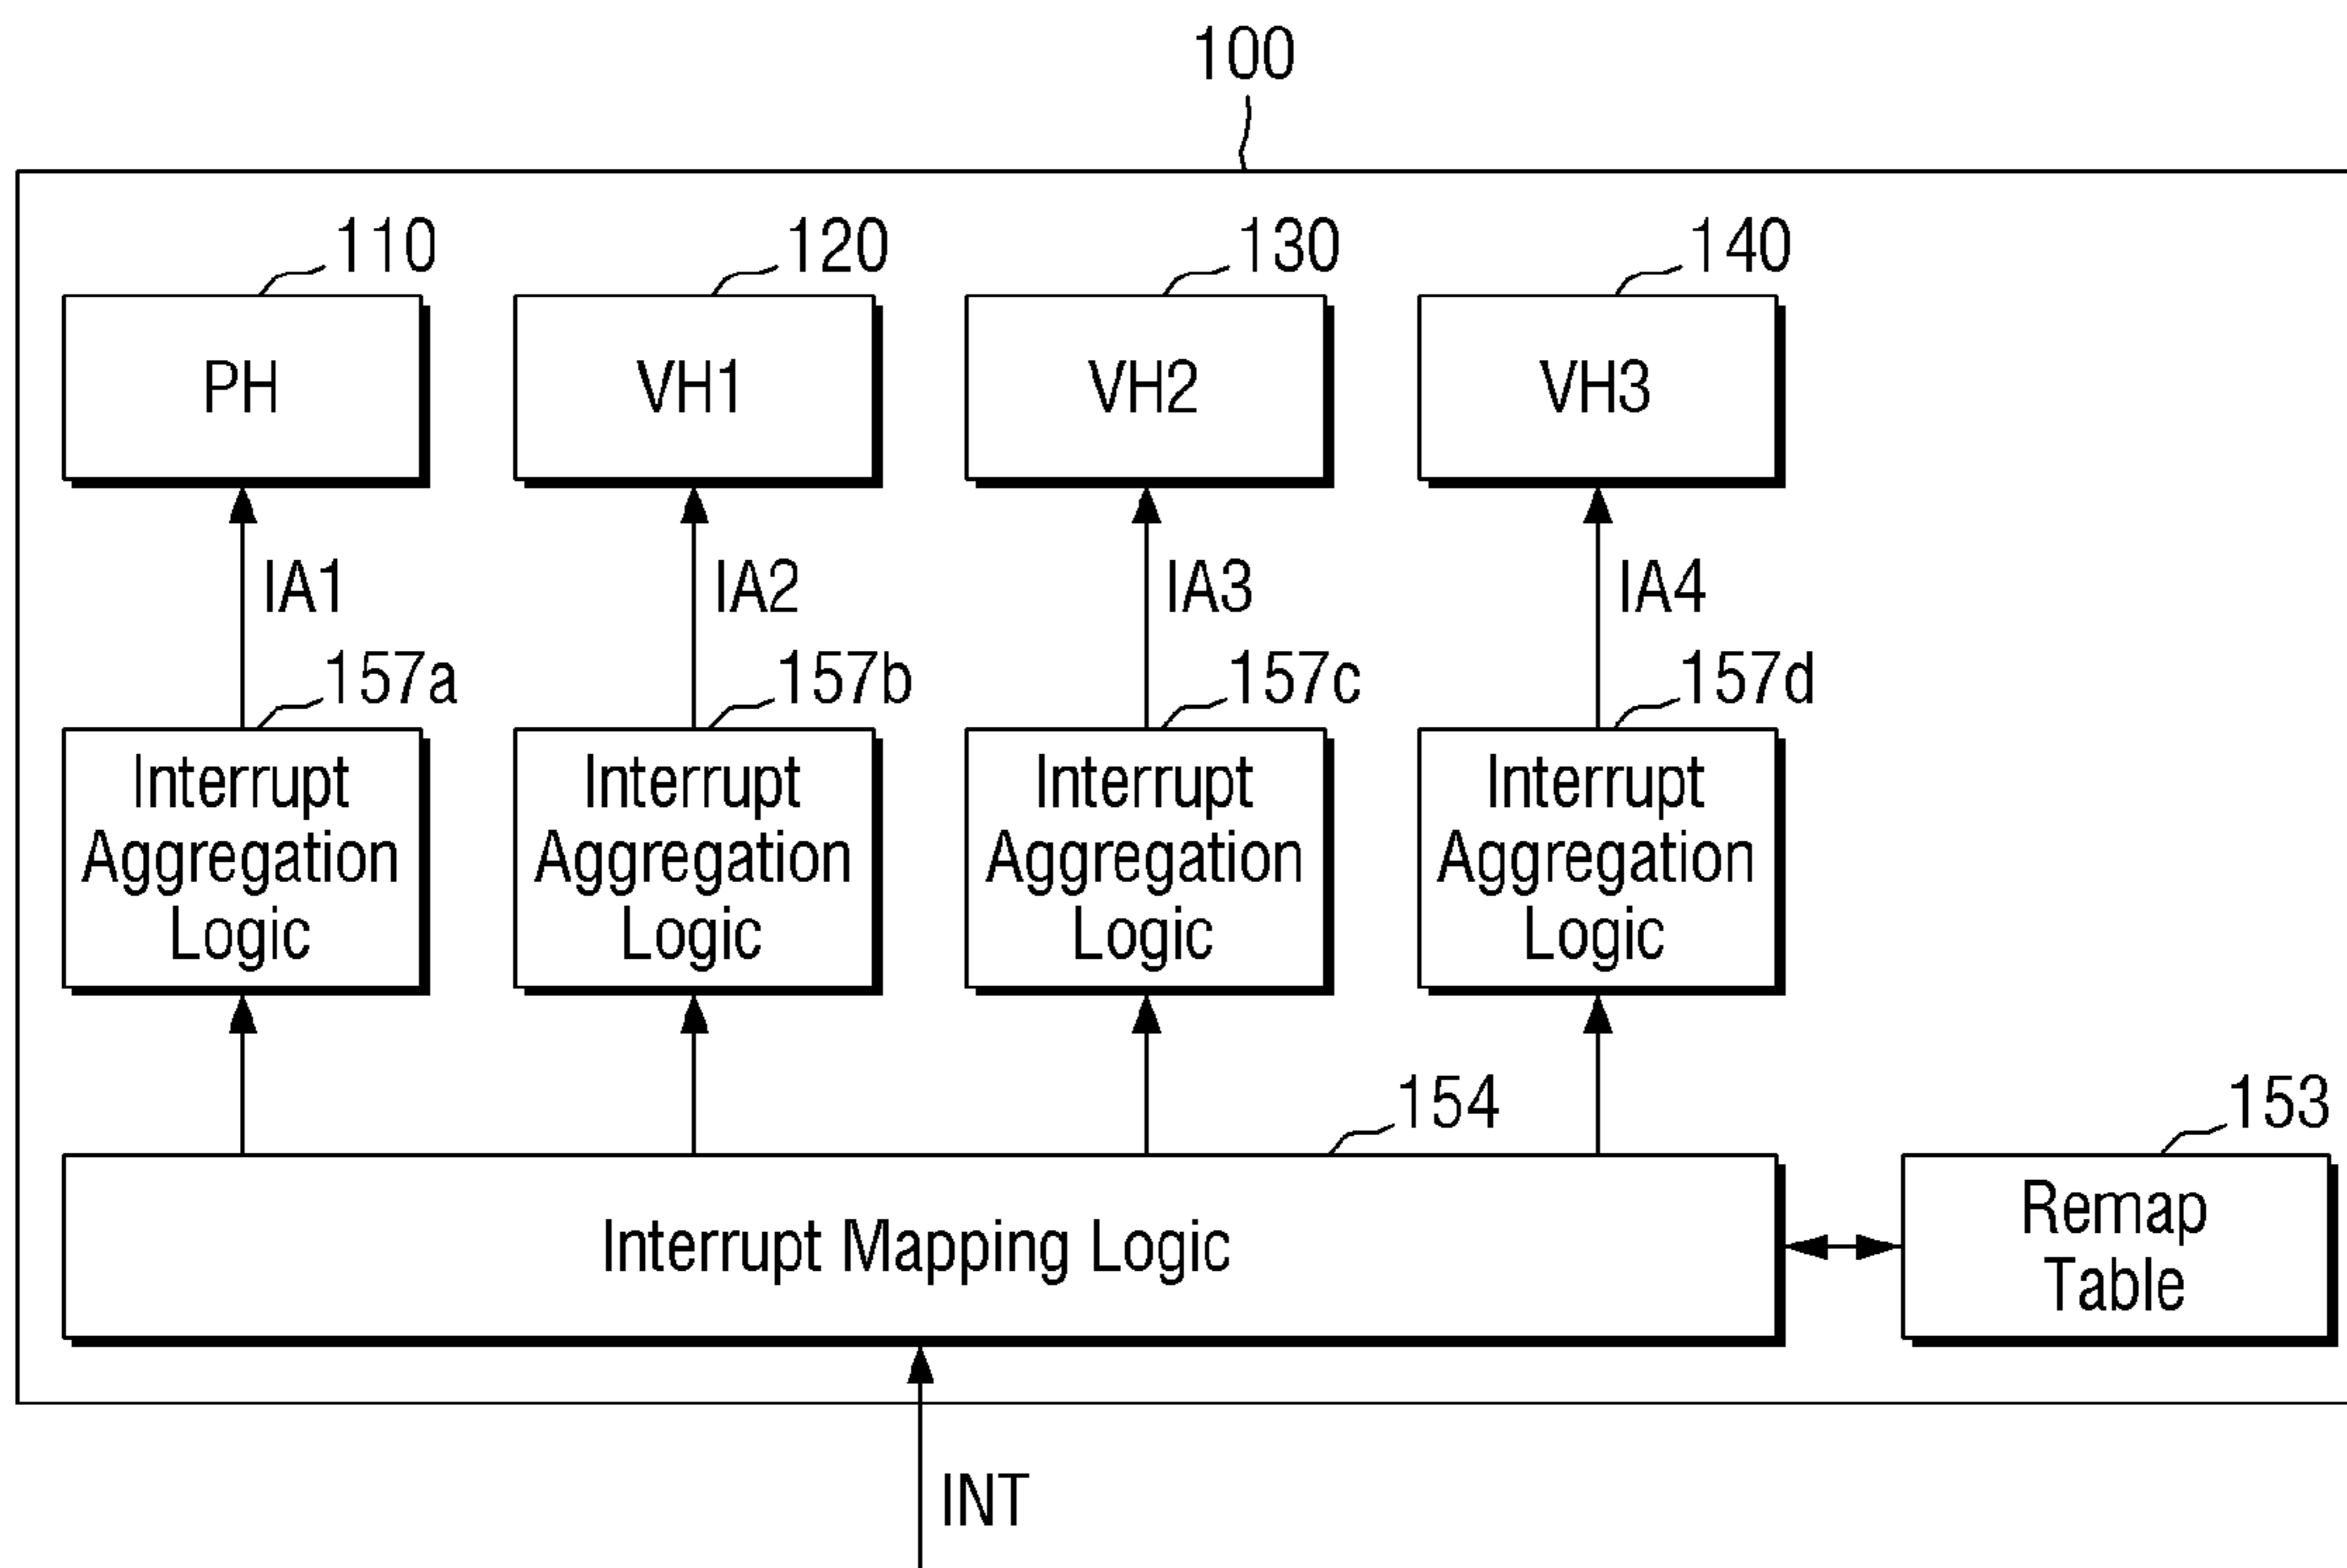 100
110
120
130
140
PH
VH1
VH2
VH3
IA1
IA2
IA3
IA4
157a
157b
157c
157d
Interrupt
Aggregation
Logic
Interrupt
Aggregation
Logic
Interrupt
Aggregation
Logic
Interrupt
Aggregation
Logic
154
153
Interrupt Mapping Logic
Remap
Table
INT